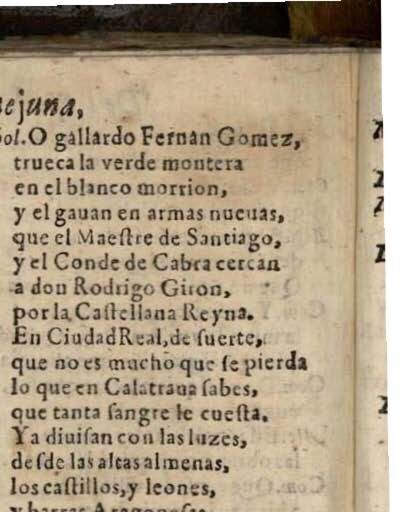 ejuna,
ol. O gallardo Fernan Gomez,
trueca la verde montera
en el blanco morrion,
y el gauan en armas nueuas,
que el Maeſtre de Santiago,
y el Conde de Cabra cercan
a don Rodrigo Giron,
por la Caſtellana Reyna.
En Ciudad Real, de ſuerte,
que no es mucho que ſe pierda
lo que en Calatraua ſabes,
que tanta ſangre le cueſta.
Ya diuiſan con las luzes,
deſde las altas almenas,
los caſtillos, y leones,
y barras Aragoneſas